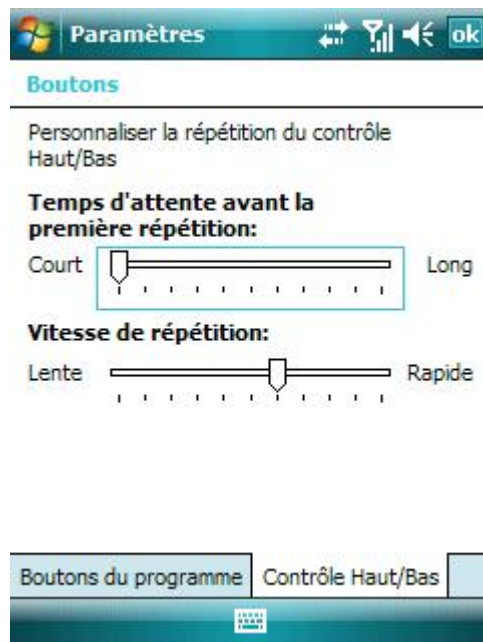 Paramètres ok
Boutons
Personnaliser la répétition du contrôle
Haut/Bas
Temps d'attente avant la
première répétition:
Court Long
Vitesse de répétition:
Lente Rapide
Boutons du programme Contrôle Haut/Bas